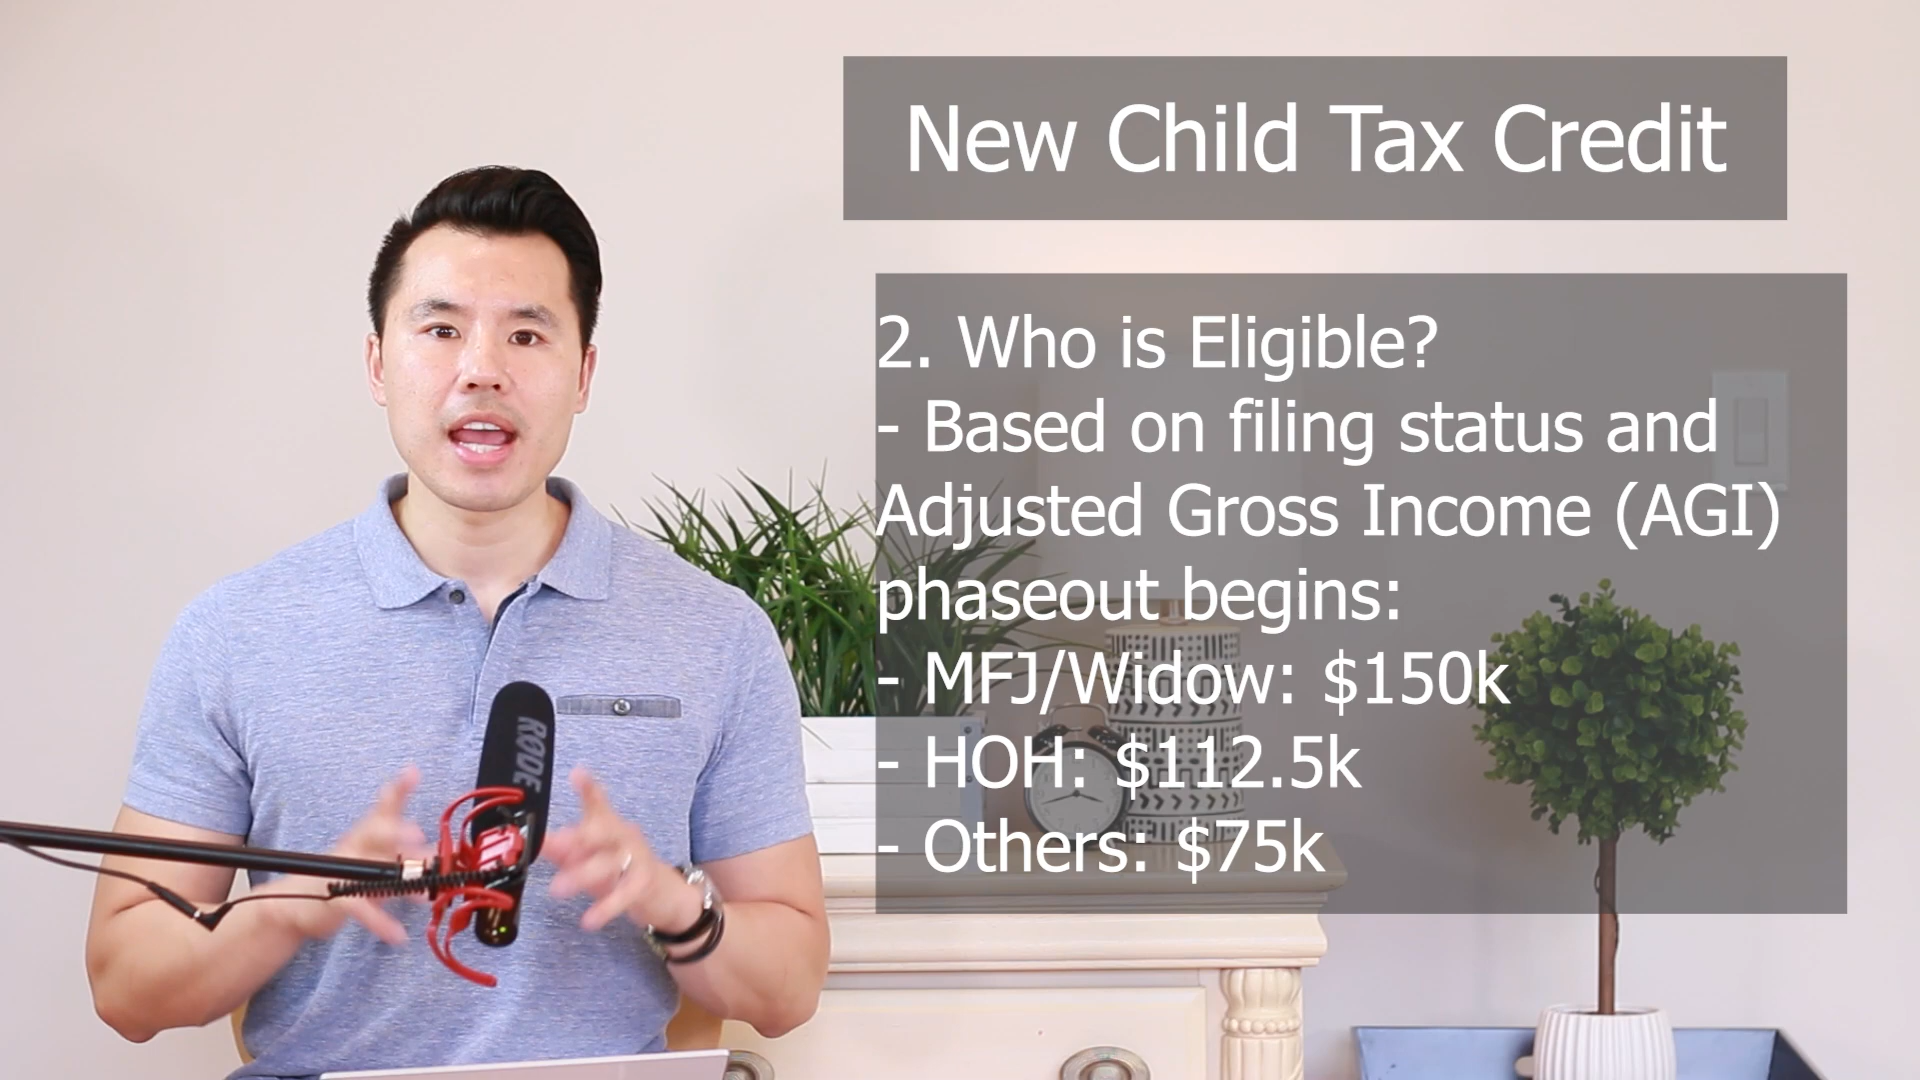 New Child Tax Credit
2. Who is Eligible?
- Based on filing status and
Adjusted Gross Income (AGI)
phaseout begins:
- MFJ/Widow: $150k
- HOH: $112.5k
- Others: $75k
RODE